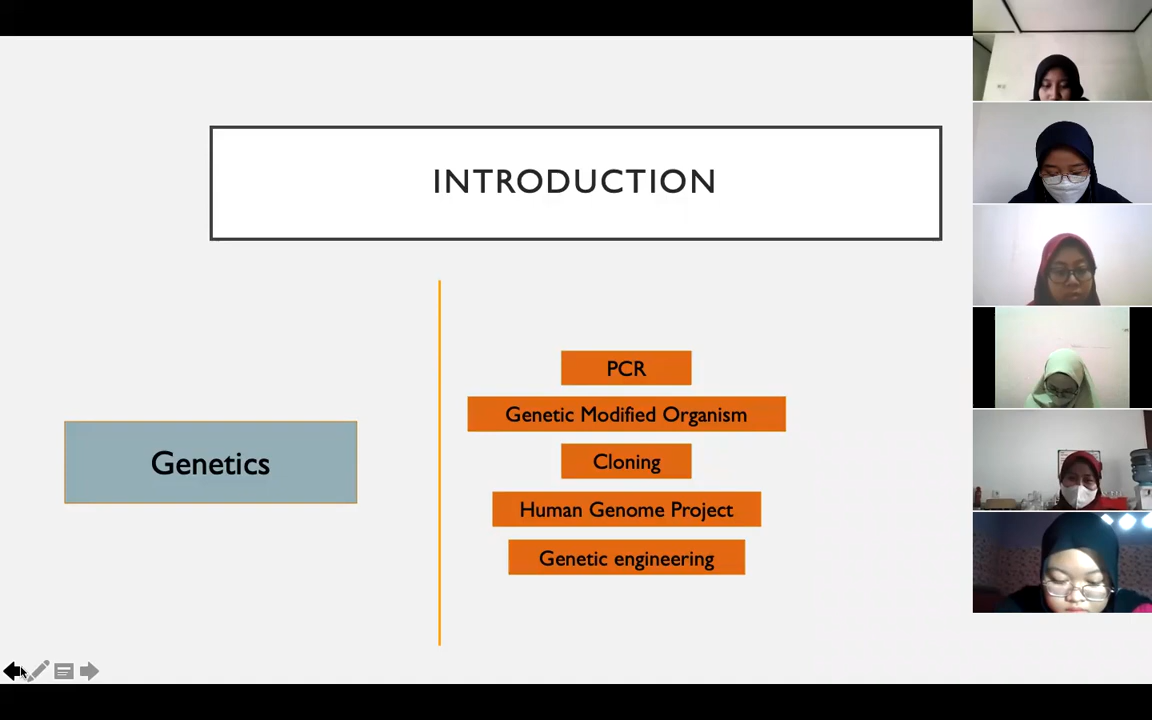 INTRODUCTION
Genetics
PCR
Genetic Modified Organism
Cloning
Human Genome Project
Genetic engineering